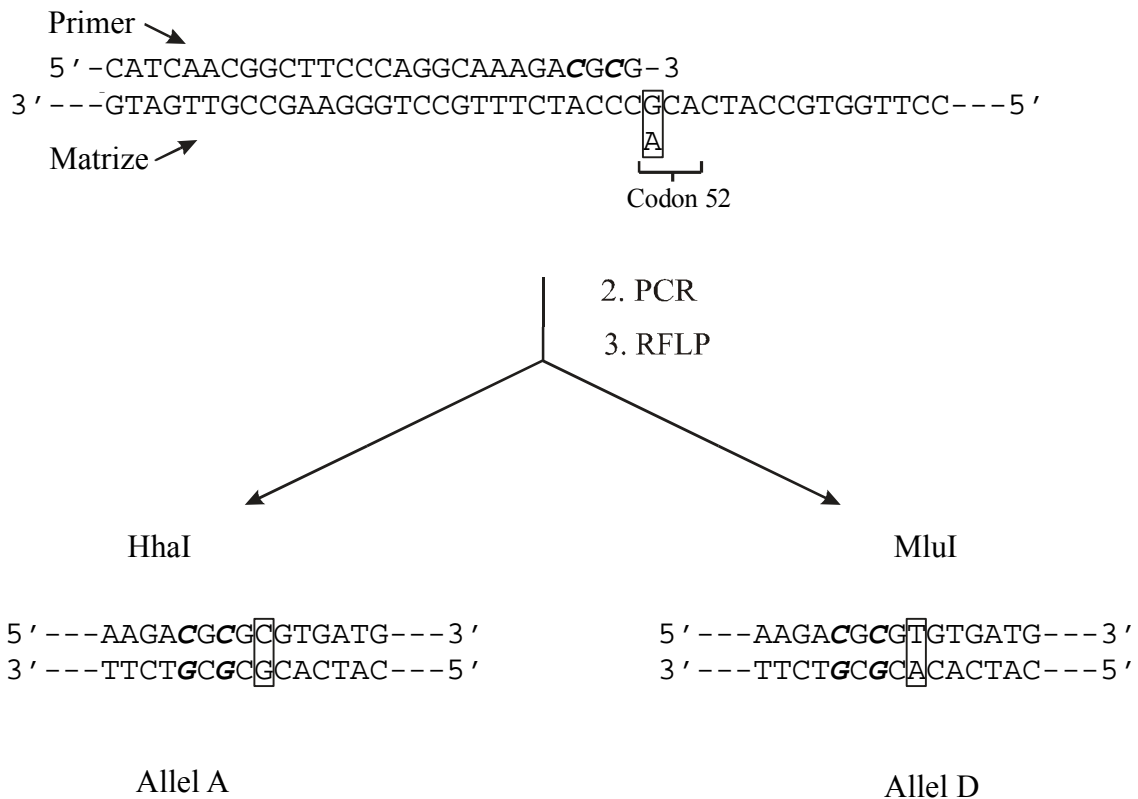 Primer
5′-CATCAACGGCTTCCCAGGCAAAGACGCG-3
3′---GTAGTTGCCGAAGGGTCCGTTTCTACCCGCACTACCGTGGTTCC---5′
Matrize
A
Codon 52
2. PCR
3. RFLP
HhaI
MluI
5′---AAGACGCGCGTGATG---3′
5′---AAGACGCGTGTGATG---3′
3′---TTCTGCGCGCACTAC---5′
3′---TTCTGCGCACACTAC---5′
Allel A
Allel D